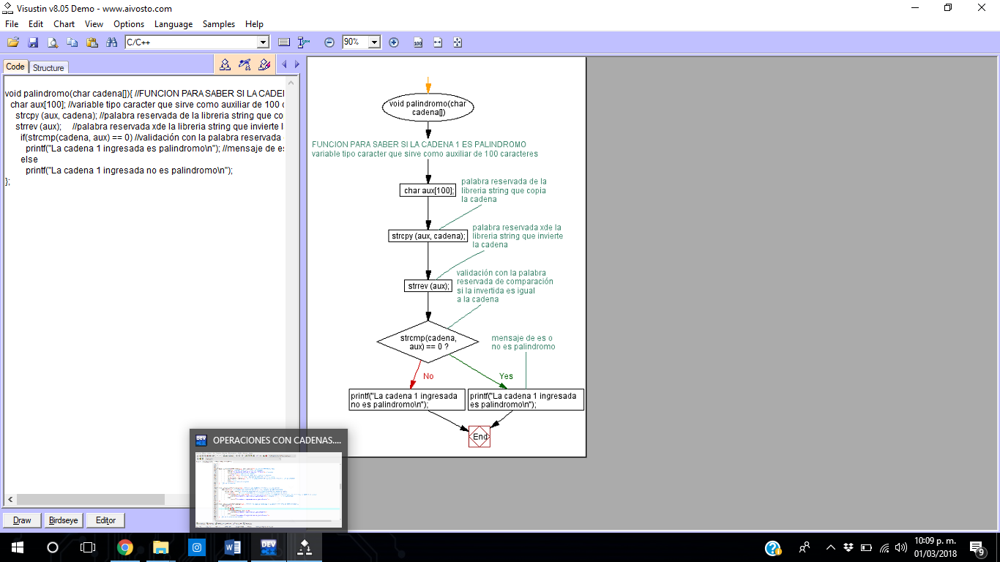 Visustin v8.05 Demo - www.aivosto.com
File Edit Chart View Options Language Samples Help
C/C++
90%
Code Structure
void palindromo(char cadena[]){ //FUNCION PARA SABER SI LA CADE
char aux[100]; //variable tipo caracter que sirve como auxiliar de 100
strcpy (aux, cadena); //palabra reservada de la libreria string que co
strrev (aux); //palabra reservada xde la libreria string que invierte
if(strcmp(cadena, aux) == 0) //validación con la palabra reservada
printf("La cadena 1 ingresada es palindromo\n"); //mensaje de es
else
printf("La cadena 1 ingresada no es palindromo\n");
};
void palindromo(char
cadena[])
FUNCION PARA SABER SI LA CADENA 1 ES PALINDROMO
variable tipo caracter que sirve como auxiliar de 100 caracteres
char aux[100];
palabra reservada de la
libreria string que copia
la cadena
strcpy (aux, cadena);
palabra reservada xde la
libreria string que invierte
la cadena
strrev (aux);
validación con la palabra
reservada de comparación
si la invertida es igual
a la cadena
strcmp(cadena,
aux) == 0 ?
mensaje de es o
no es palindromo
No
Yes
printf("La cadena 1 ingresada
no es palindromo\n");
printf("La cadena 1 ingresada
es palindromo\n");
End
OPERACIONES CON CADENAS....
Draw Birdseye Editor
10:09 p. m.
01/03/2018
9